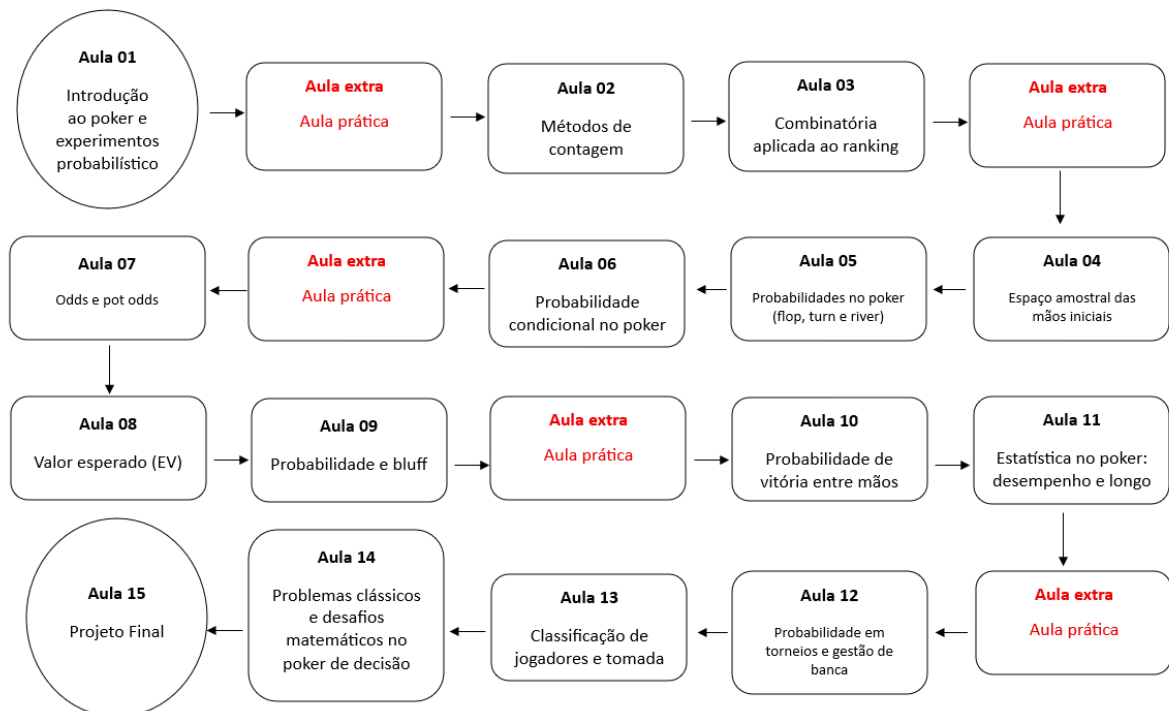 Aula 01
Introdução
ao poker e
experimentos
probabilístico
Aula extra
Aula prática
Aula 02
Métodos de
contagem
Aula 03
Combinatória
aplicada ao ranking
Aula extra
Aula prática
Aula 04
Espaço amostral das
mãos iniciais
Aula 05
Probabilidades no poker
(flop, turn e river)
Aula 06
Probabilidade
condicional no poker
Aula extra
Aula prática
Aula 07
Odds e pot odds
Aula 08
Valor esperado (EV)
Aula 09
Probabilidade e bluff
Aula extra
Aula prática
Aula 10
Probabilidade de
vitória entre mãos
Aula 11
Estatística no poker:
desempenho e longo
Aula extra
Aula prática
Aula 12
Probabilidade em
torneios e gestão de
banca
Aula 13
Classificação de
jogadores e tomada
Aula 14
Problemas clássicos
e desafios
matemáticos no
poker de decisão
Aula 15
Projeto Final